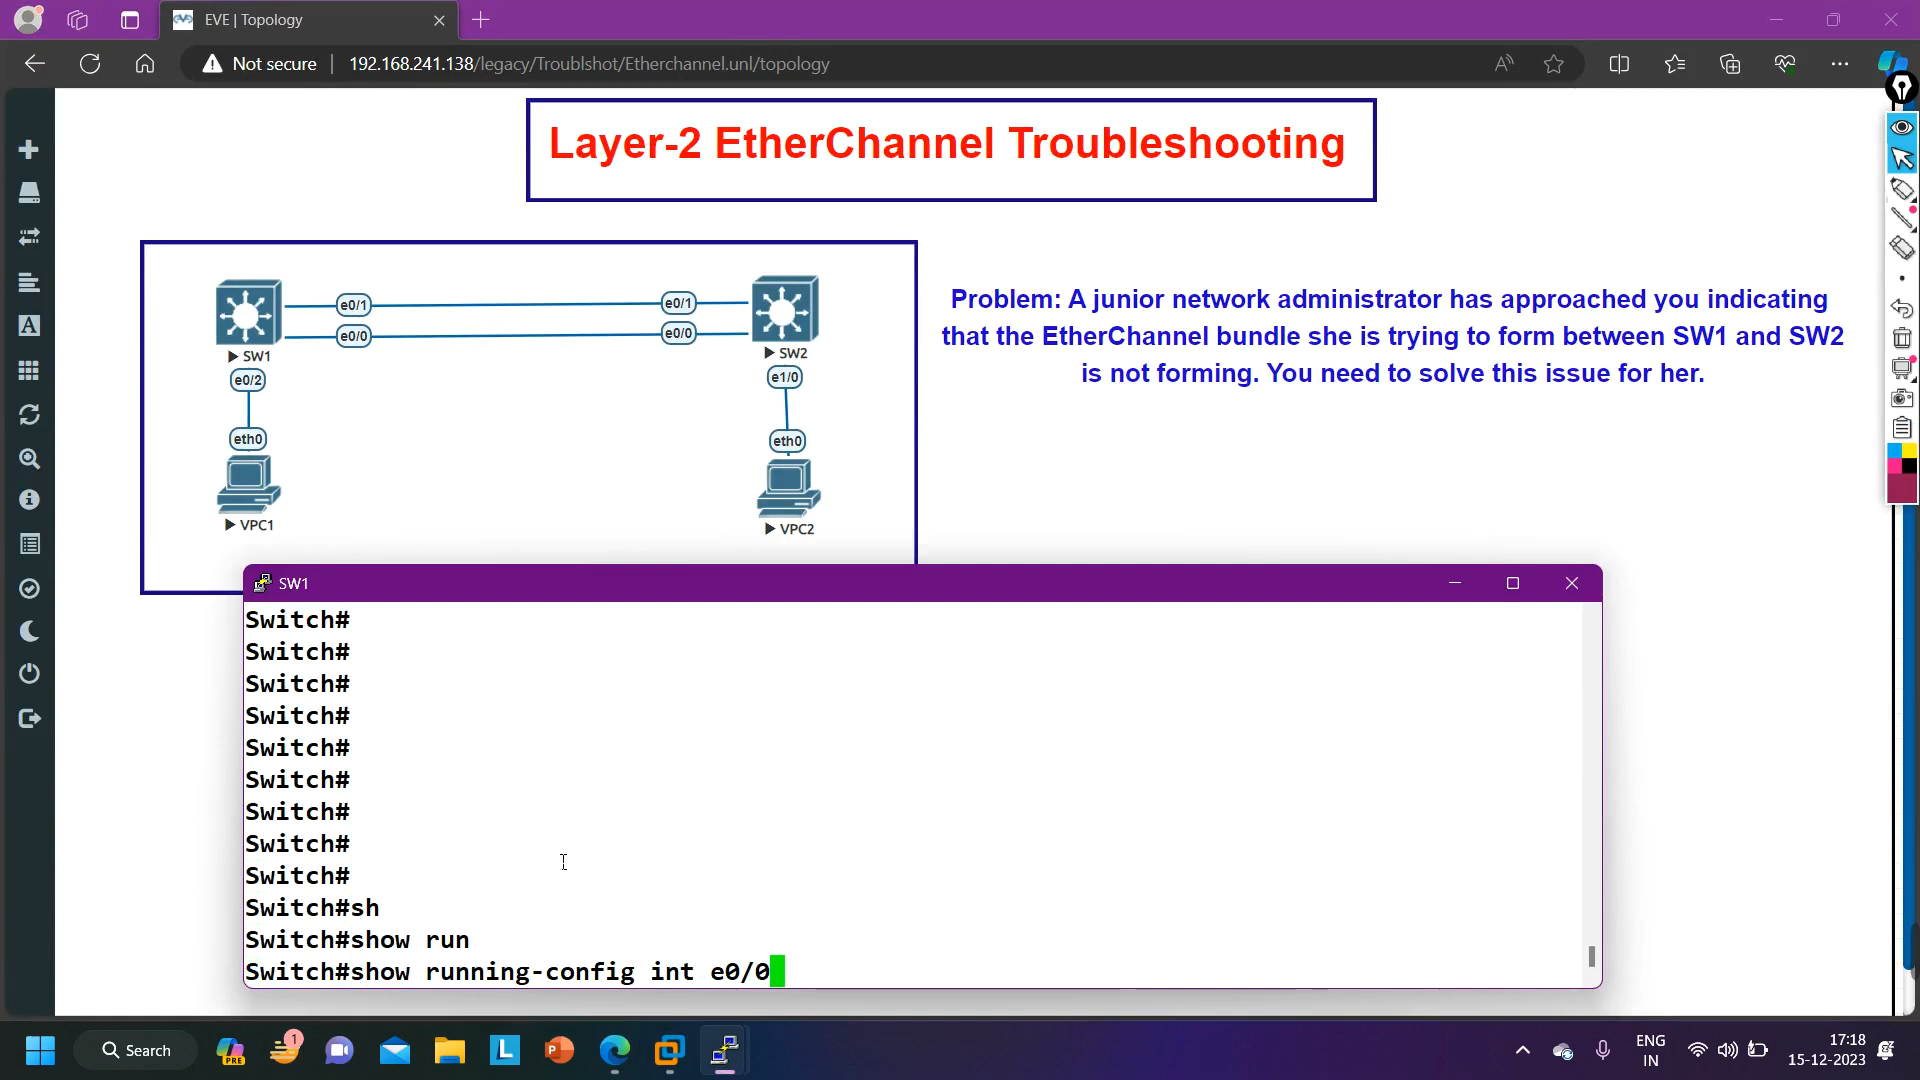 EVE | Topology
Not secure
192.168.241.138/legacy/Troublshot/Etherchannel.unl/topology
Layer-2 EtherChannel Troubleshooting
e0/1
e0/1
e0/0
e0/0
SW1
SW2
e0/2
e1/0
eth0
eth0
VPC1
VPC2
Problem: A junior network administrator has approached you indicating
that the EtherChannel bundle she is trying to form between SW1 and SW2
is not forming. You need to solve this issue for her.
SW1
Switch#
Switch#
Switch#
Switch#
Switch#
Switch#
Switch#
Switch#
Switch#
Switch#sh
Switch#show run
Switch#show running-config int e0/0
Search
PRE
1
L
P
ENG
IN
17:18
15-12-2023